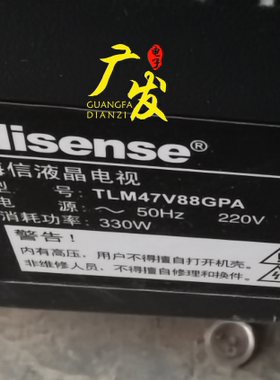 广发
电子
GUANGFA
DIANZI
Hisense®
海信液晶电视
型 号: TLM47V88GPA
电 源: ~ 50Hz 220V
消耗功率: 330W
警告!
内有高压，用户不得擅自打开机壳。
非维修人员，不得擅自修理和换件。